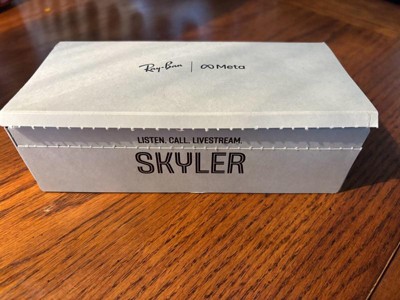 Ray-Ban | Meta
LISTEN. CALL. LIVESTREAM.
SKYLER